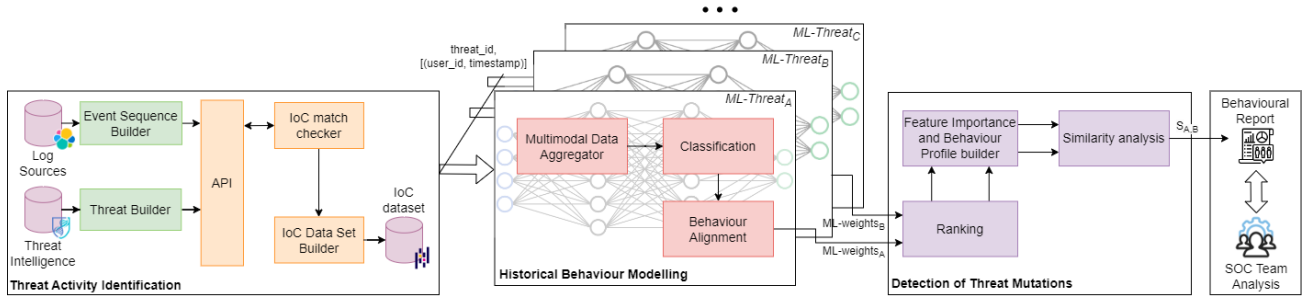 Log
Sources
Event Sequence
Builder
Threat
Intelligence
Threat Builder
API
IoC match
checker
IoC Data Set
Builder
IoC
dataset
Threat Activity Identification
threat_id,
[(user_id, timestamp)]
ML-Threat_C
ML-Threat_B
ML-Threat_A
Multimodal Data
Aggregator
Classification
Behaviour
Alignment
Historical Behaviour Modelling
ML-weights_B
ML-weights_A
Feature Importance
and Behaviour
Profile builder
Similarity analysis
Ranking
Detection of Threat Mutations
S_A,B
Behavioural
Report
SOC Team
Analysis